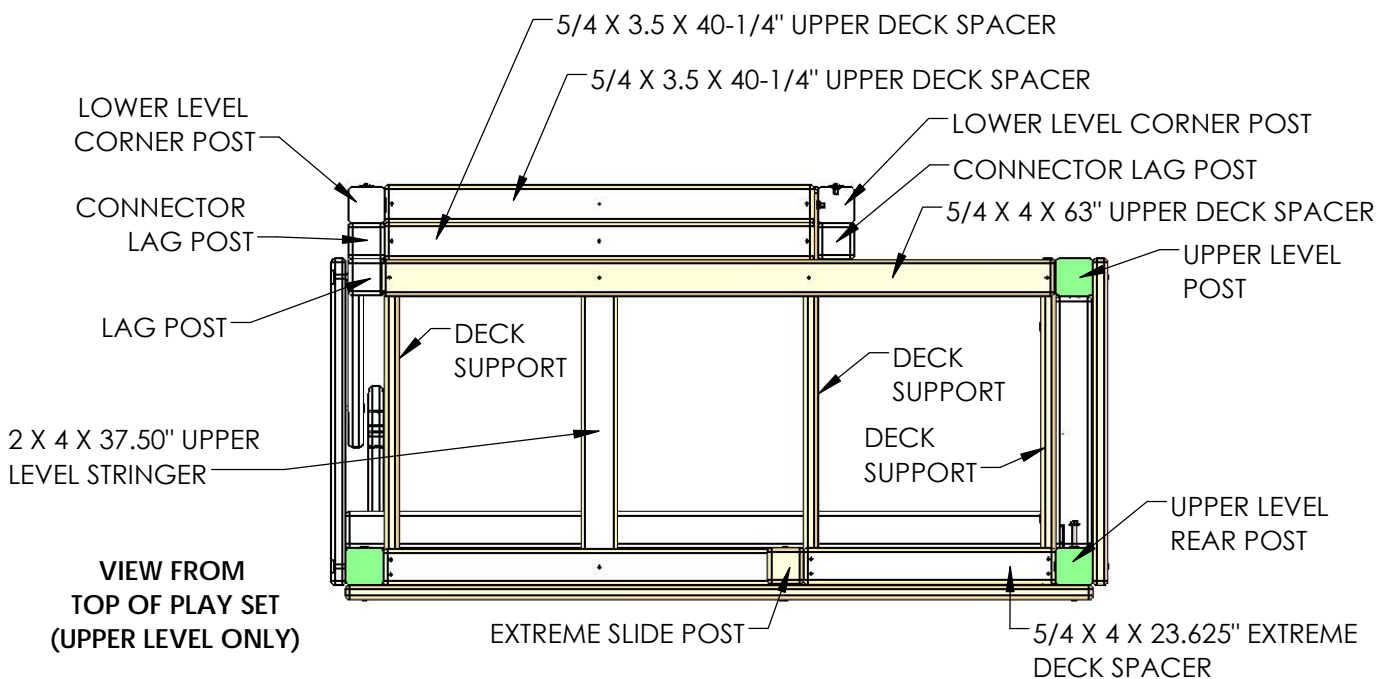 5/4 X 3.5 X 40-1/4" UPPER DECK SPACER
5/4 X 3.5 X 40-1/4" UPPER DECK SPACER
LOWER LEVEL
CORNER POST
LOWER LEVEL CORNER POST
CONNECTOR LAG POST
CONNECTOR
LAG POST
5/4 X 4 X 63" UPPER DECK SPACER
UPPER LEVEL
POST
LAG POST
DECK
SUPPORT
DECK
SUPPORT
2 X 4 X 37.50" UPPER
LEVEL STRINGER
DECK
SUPPORT
UPPER LEVEL
REAR POST
VIEW FROM
TOP OF PLAY SET
(UPPER LEVEL ONLY)
EXTREME SLIDE POST
5/4 X 4 X 23.625" EXTREME
DECK SPACER